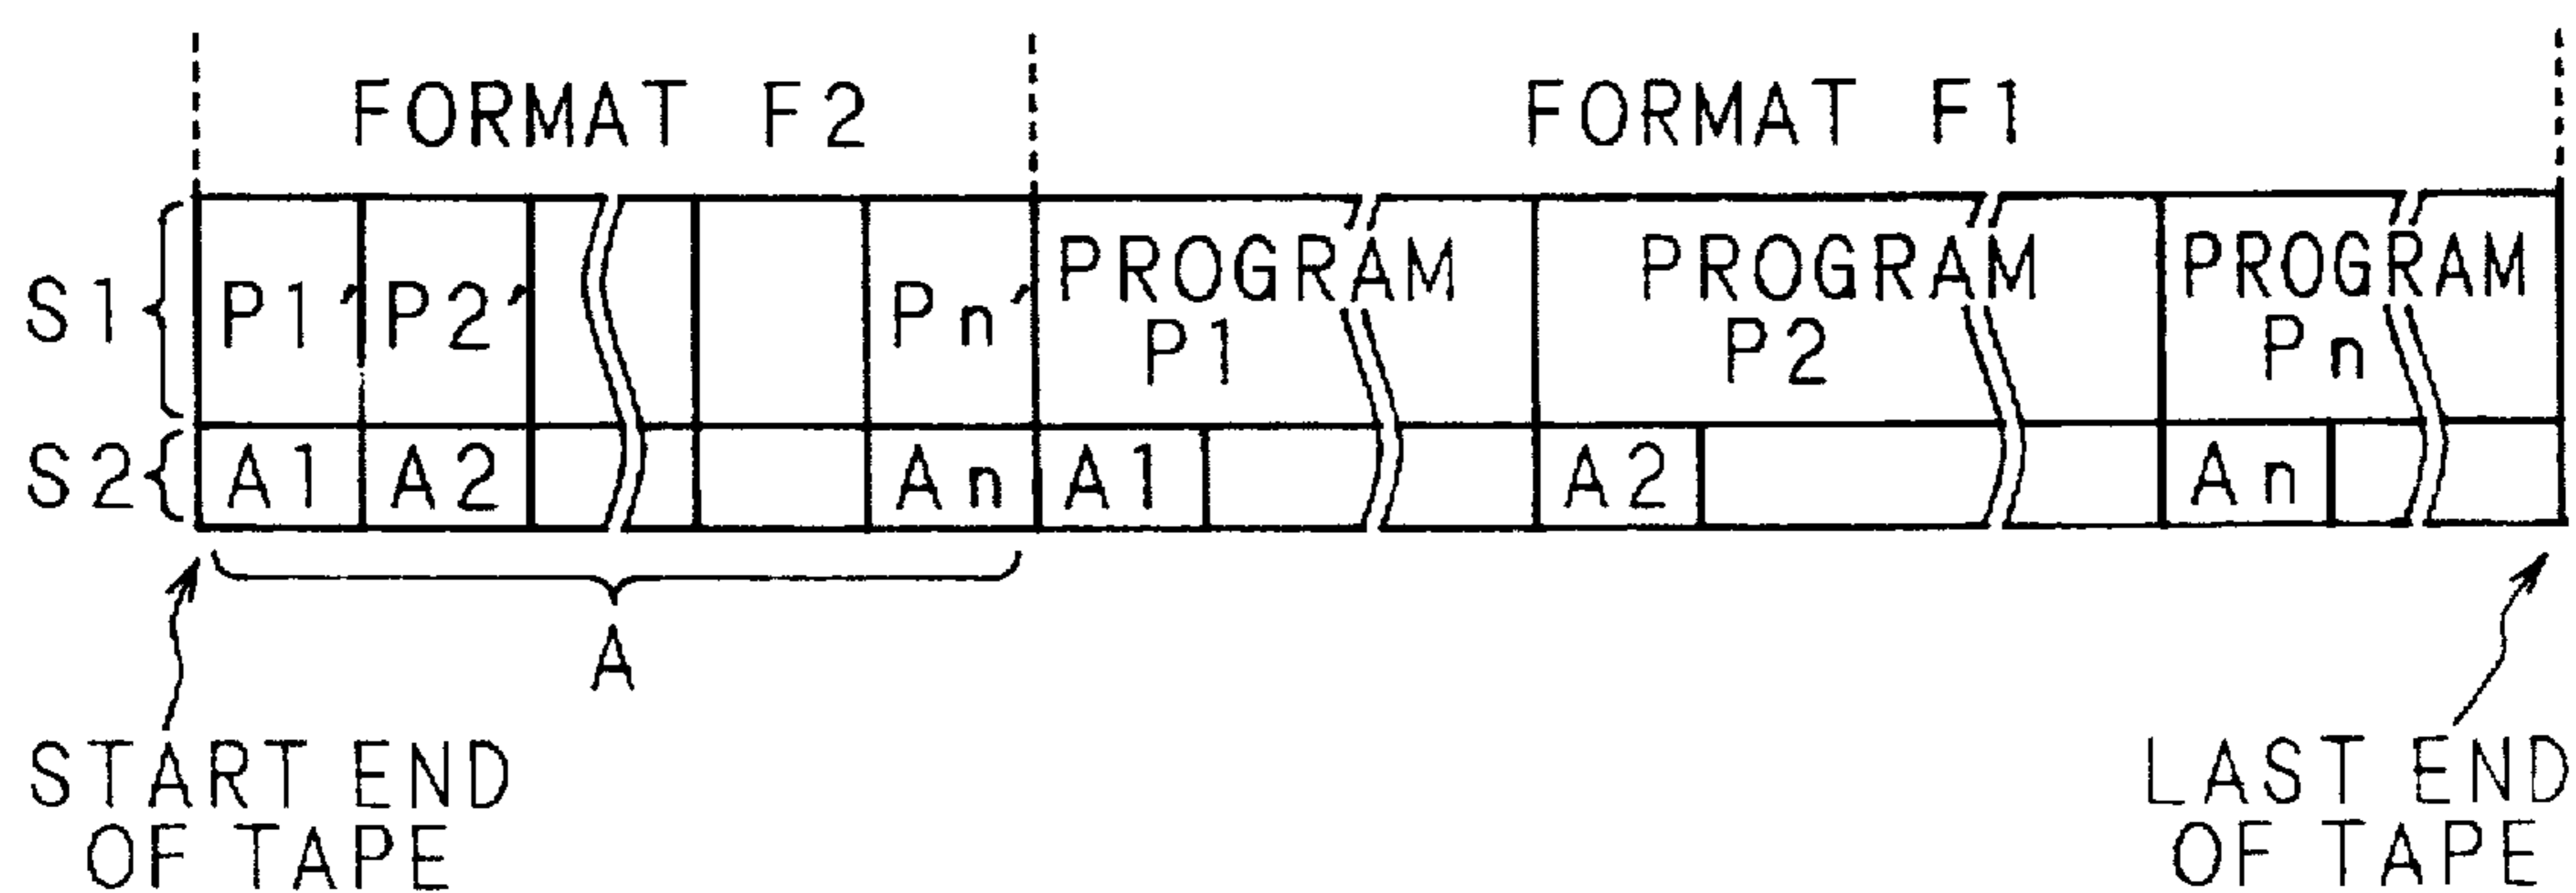 FORMAT F2 FORMAT F1
S1 P1′ P2′ Pn′ PROGRAM P1 PROGRAM P2 PROGRAM Pn
S2 A1 A2 An A1 A2 An
A
START END
OF TAPE
LAST END
OF TAPE